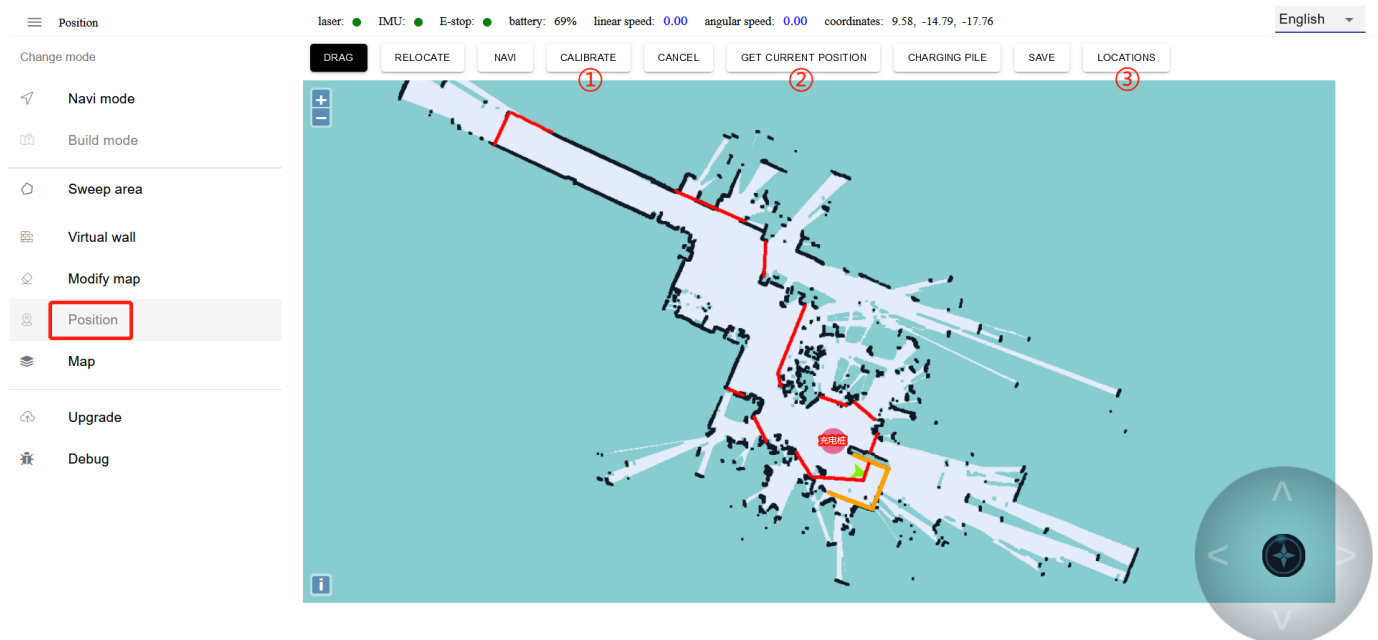 Position
laser: IMU: E-stop: battery: 69% linear speed: 0.00 angular speed: 0.00 coordinates: 9.58, -14.79, -17.76
English
Change mode
DRAG RELOCATE NAVI CALIBRATE CANCEL GET CURRENT POSITION CHARGING PILE SAVE LOCATIONS
① ② ③
Navi mode
Build mode
Sweep area
Virtual wall
Modify map
Position
Map
Upgrade
Debug
+
−
充电桩
i